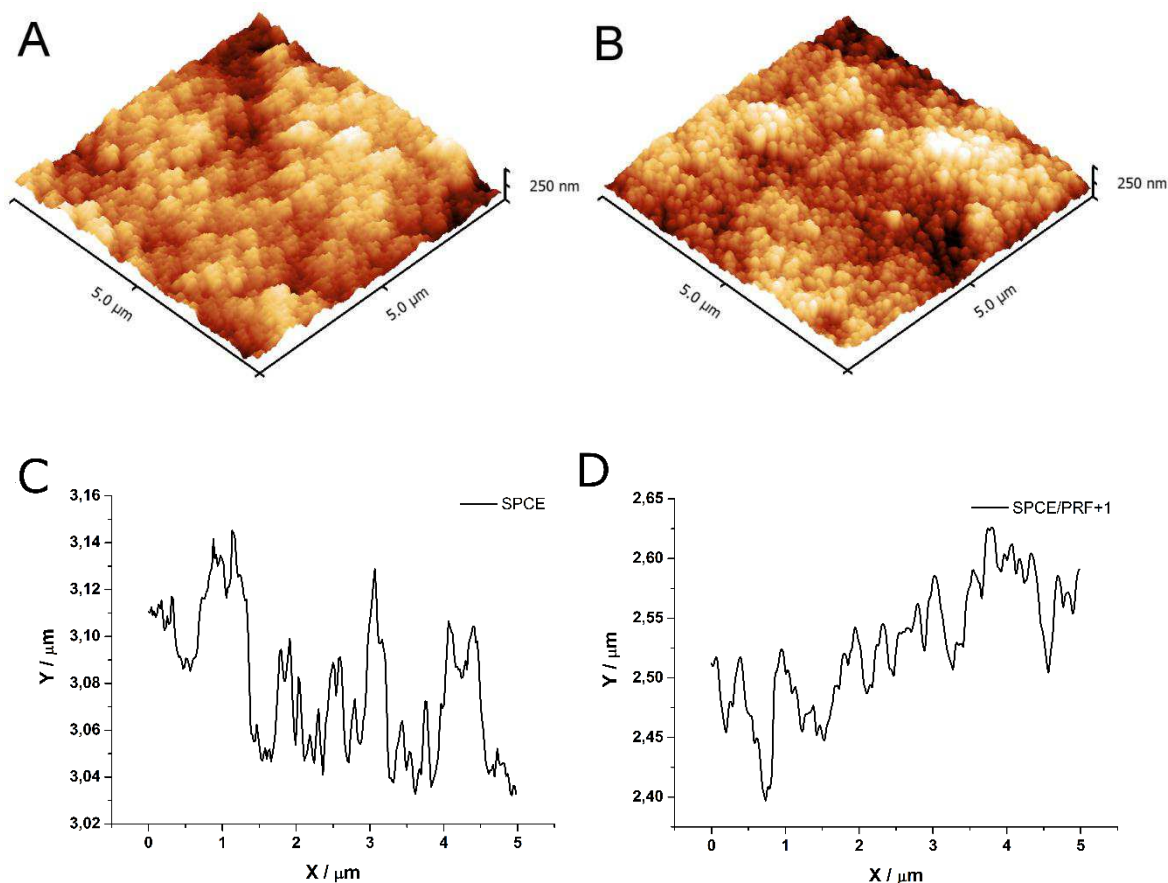 A
250 nm
5.0 µm
5.0 µm
B
250 nm
5.0 µm
5.0 µm
C
3,16
3,14
3,12
3,10
3,08
3,06
3,04
3,02
Y / µm
SPCE
0 1 2 3 4 5
X / µm
D
2,65
2,60
2,55
2,50
2,45
2,40
Y / µm
SPCE/PRF+1
0 1 2 3 4 5
X / µm